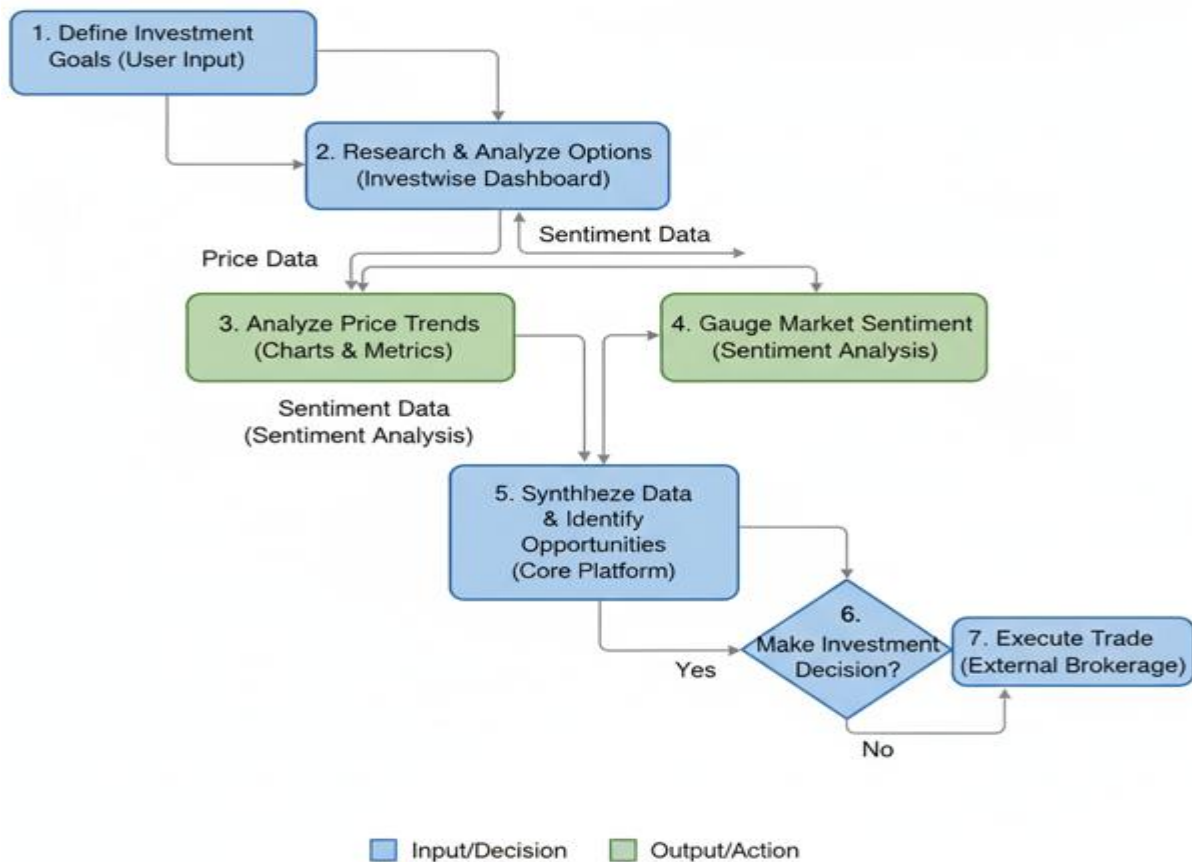 1. Define Investment
Goals (User Input)
2. Research & Analyze Options
(Investwise Dashboard)
Sentiment Data
Price Data
3. Analyze Price Trends
(Charts & Metrics)
4. Gauge Market Sentiment
(Sentiment Analysis)
Sentiment Data
(Sentiment Analysis)
5. Synthheze Data
& Identify
Opportunities
(Core Platform)
6.
Make Investment
Decision?
7. Execute Trade
(External Brokerage)
Yes
No
Input/Decision
Output/Action